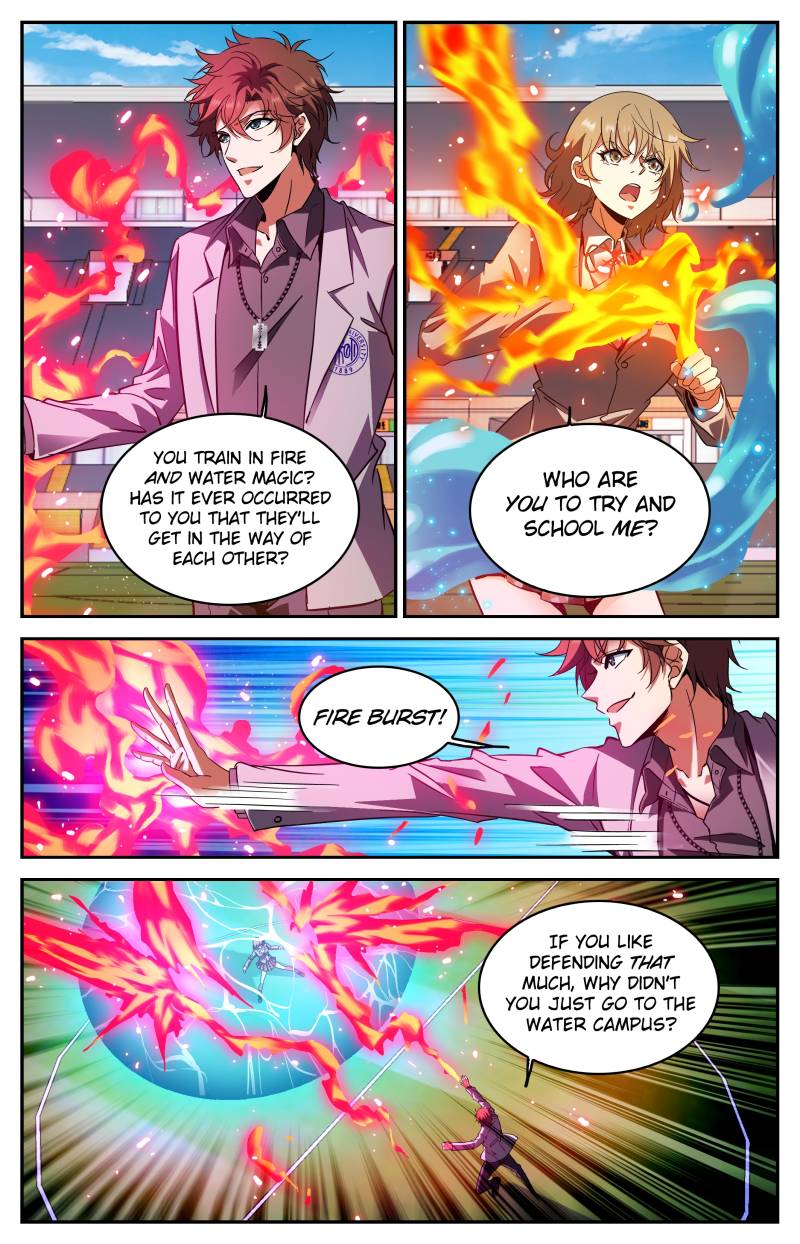 YOU TRAIN IN FIRE
AND WATER MAGIC?
HAS IT EVER OCCURRED
TO YOU THAT THEY'LL
GET IN THE WAY OF
EACH OTHER?
WHO ARE
YOU TO TRY AND
SCHOOL ME?
FIRE BURST!
IF YOU LIKE
DEFENDING THAT
MUCH, WHY DIDN'T
YOU JUST GO TO THE
WATER CAMPUS?